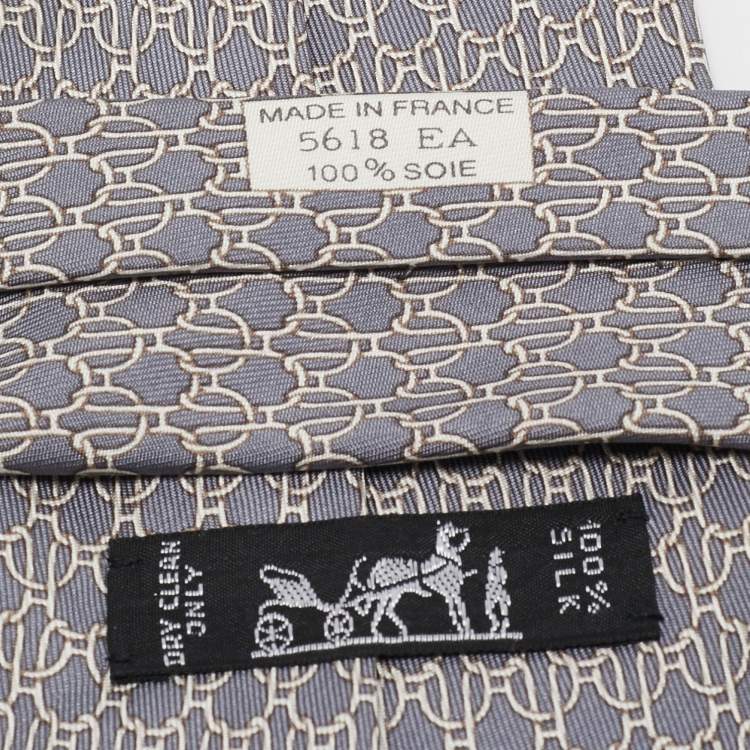 MADE IN FRANCE
5618 EA
100% SOIE
DRY CLEAN
ONLY
100%
SILK